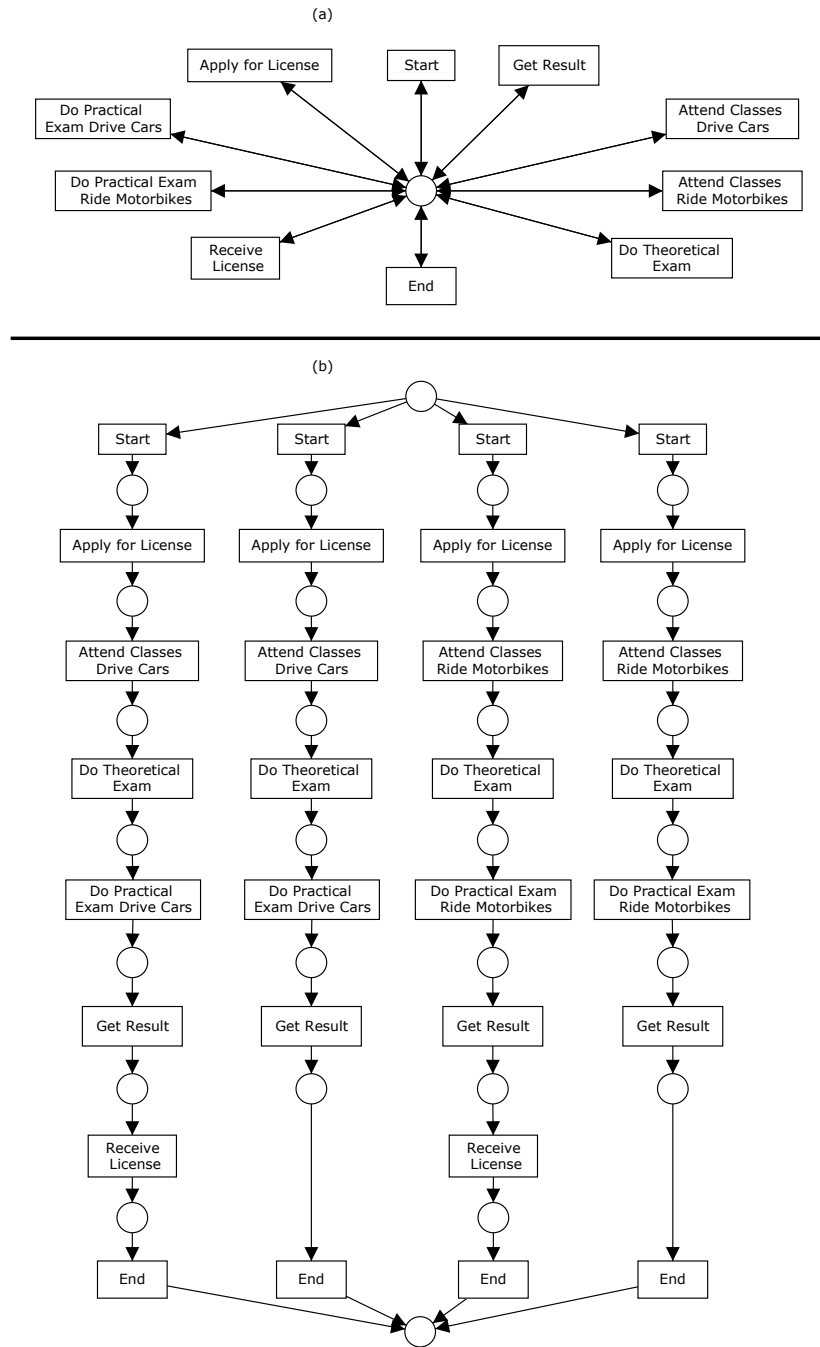 (a)
Apply for License
Start
Get Result
Do Practical
Exam Drive Cars
Attend Classes
Drive Cars
Do Practical Exam
Ride Motorbikes
Attend Classes
Ride Motorbikes
Receive
License
Do Theoretical
Exam
End
(b)
Start
Start
Start
Start
Apply for License
Apply for License
Apply for License
Apply for License
Attend Classes
Drive Cars
Attend Classes
Drive Cars
Attend Classes
Ride Motorbikes
Attend Classes
Ride Motorbikes
Do Theoretical
Exam
Do Theoretical
Exam
Do Theoretical
Exam
Do Theoretical
Exam
Do Practical
Exam Drive Cars
Do Practical
Exam Drive Cars
Do Practical Exam
Ride Motorbikes
Do Practical Exam
Ride Motorbikes
Get Result
Get Result
Get Result
Get Result
Receive
License
Receive
License
End
End
End
End